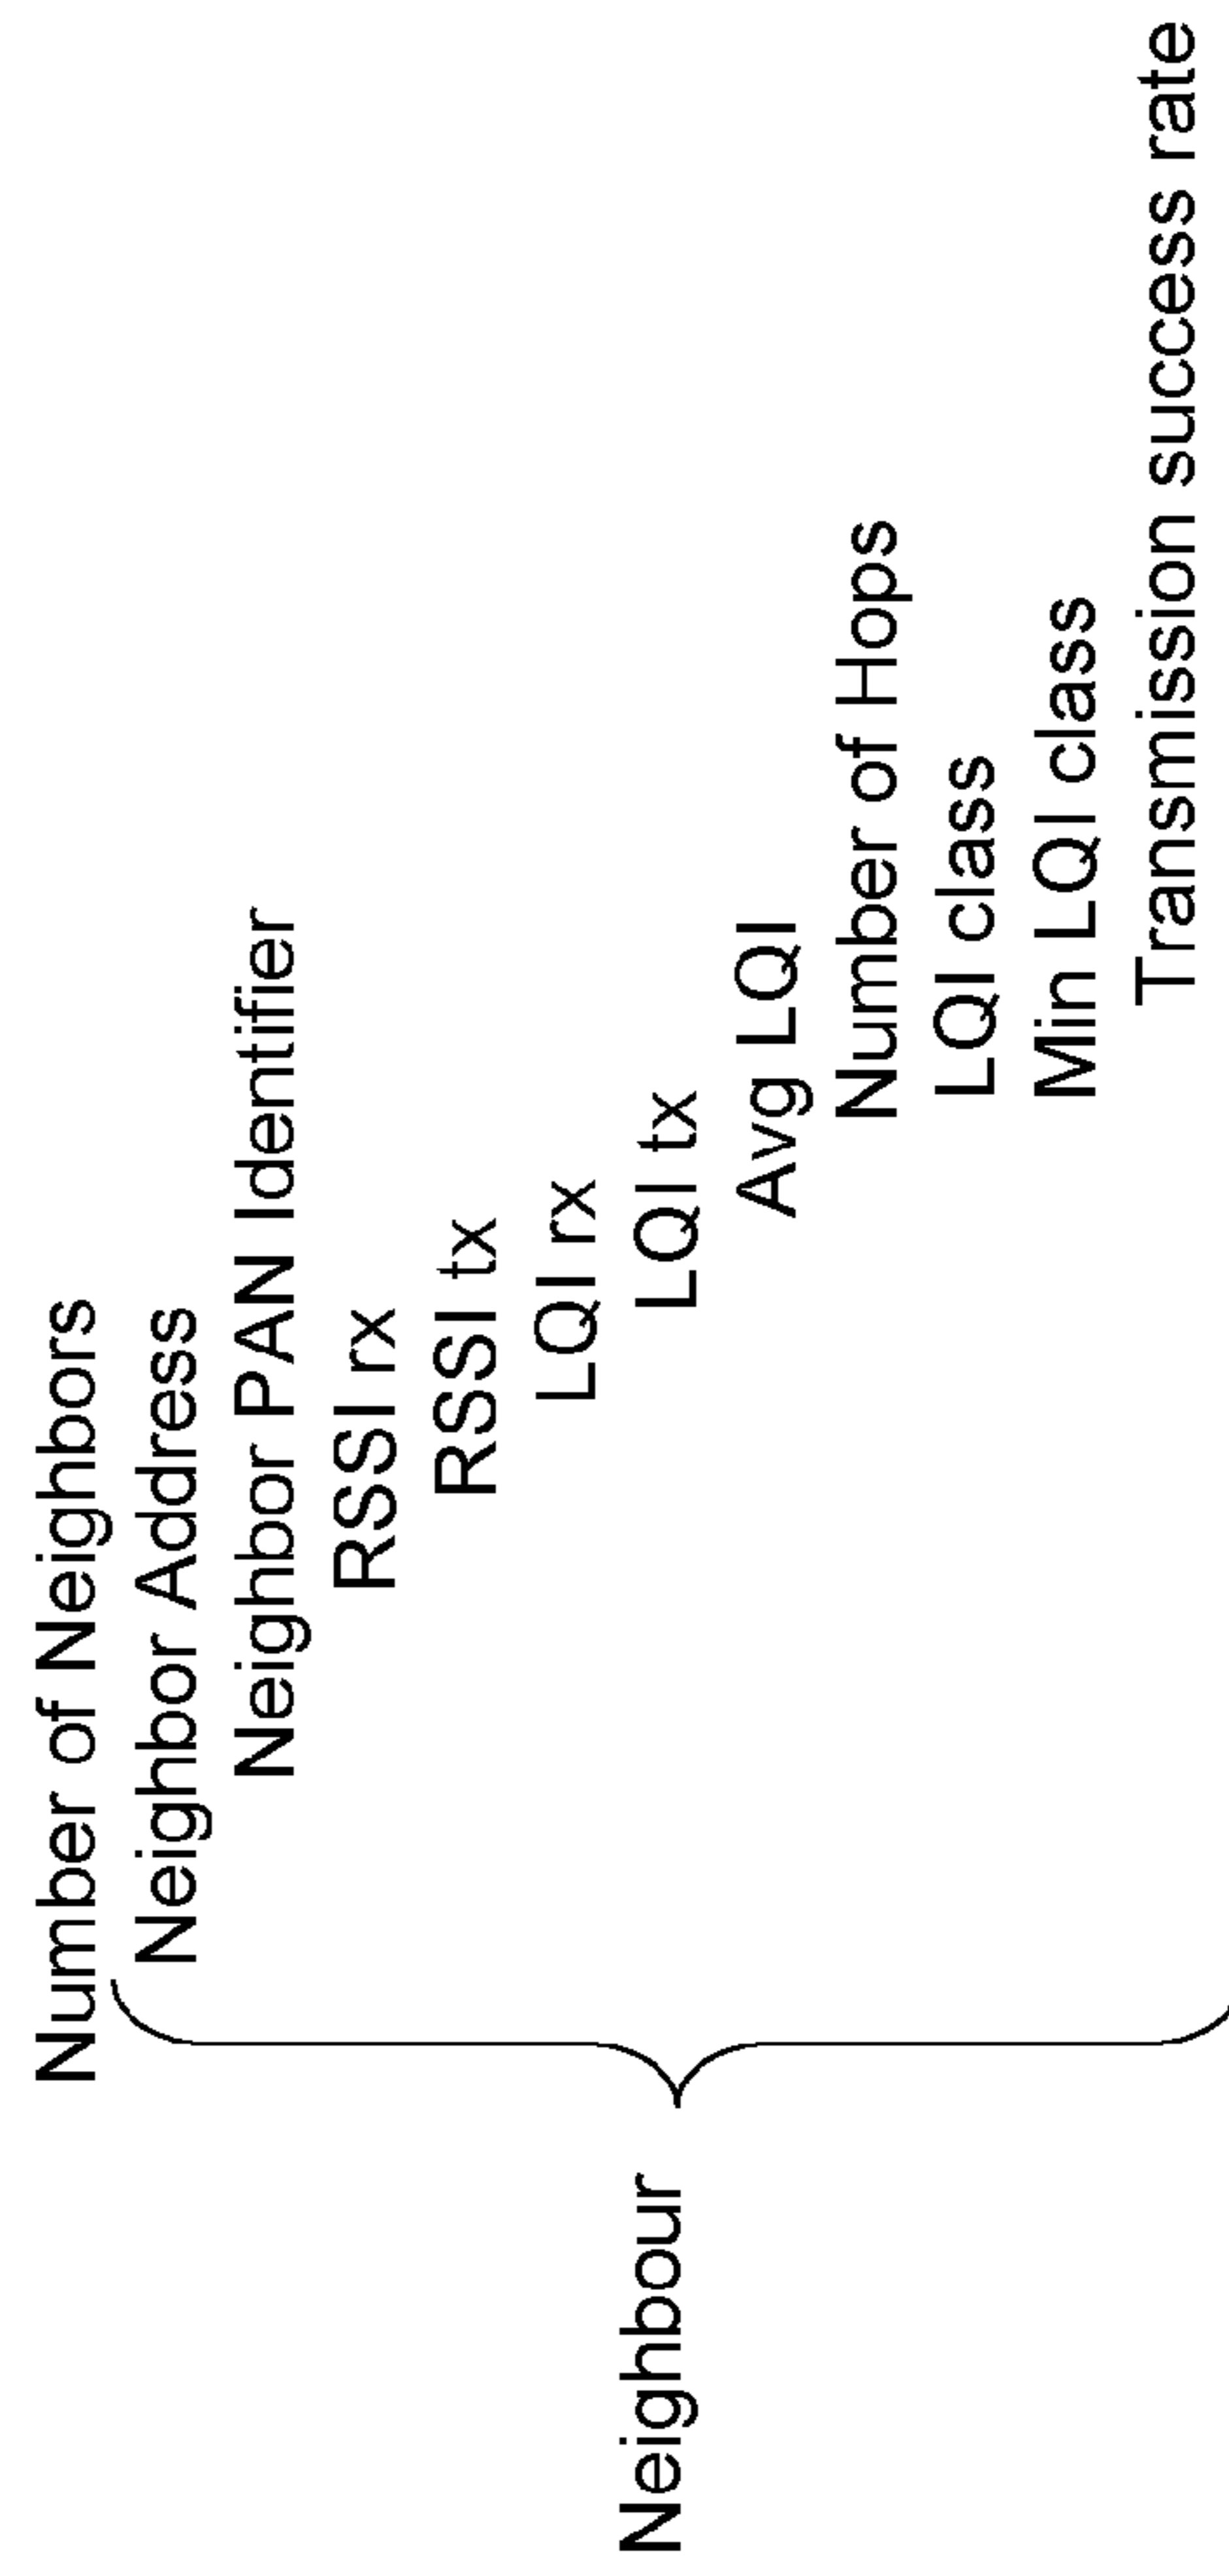 Number of Neighbors
Neighbor Address
Neighbor PAN Identifier
RSSI rx
RSSI tx
LQI rx
LQI tx
Avg LQI
Number of Hops
LQI class
Min LQI class
Transmission success rate
Neighbour